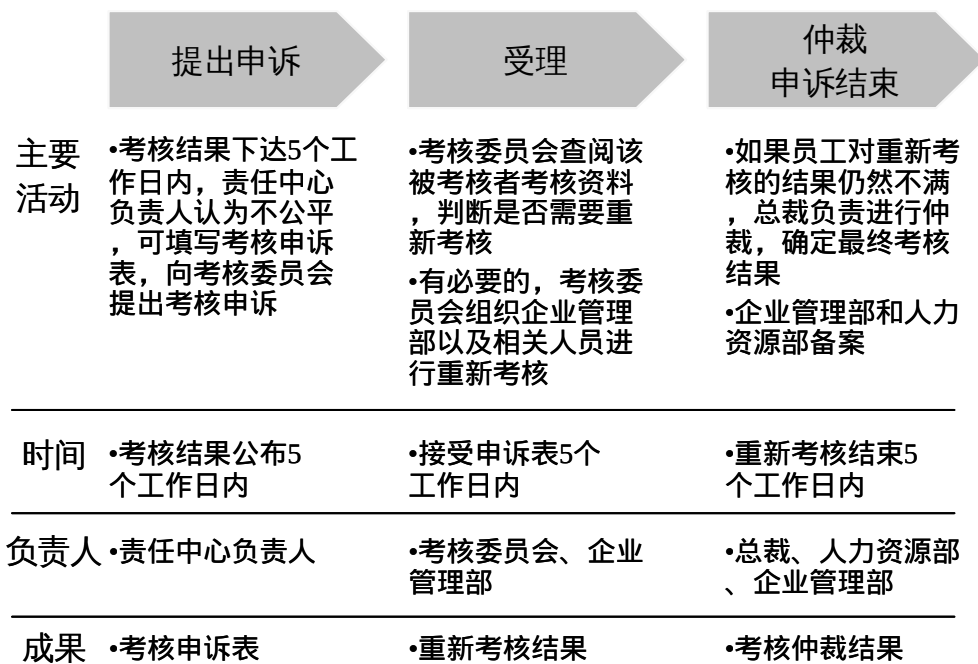 提出申诉
受理
仲裁
申诉结束
主要
活动
•考核结果下达5个工
作日内，责任中心
负责人认为不公平
，可填写考核申诉
表，向考核委员会
提出考核申诉
•考核委员会查阅该
被考核者考核资料
，判断是否需要重
新考核
•有必要的，考核委
员会组织企业管理
部以及相关人员进
行重新考核
•如果员工对重新考
核的结果仍然不满
，总裁负责进行仲
裁，确定最终考核
结果
•企业管理部和人力
资源部备案
时间
•考核结果公布5
个工作日内
•接受申诉表5个
工作日内
•重新考核结束5
个工作日内
负责人
•责任中心负责人
•考核委员会、企业
管理部
•总裁、人力资源部
、企业管理部
成果
•考核申诉表
•重新考核结果
•考核仲裁结果